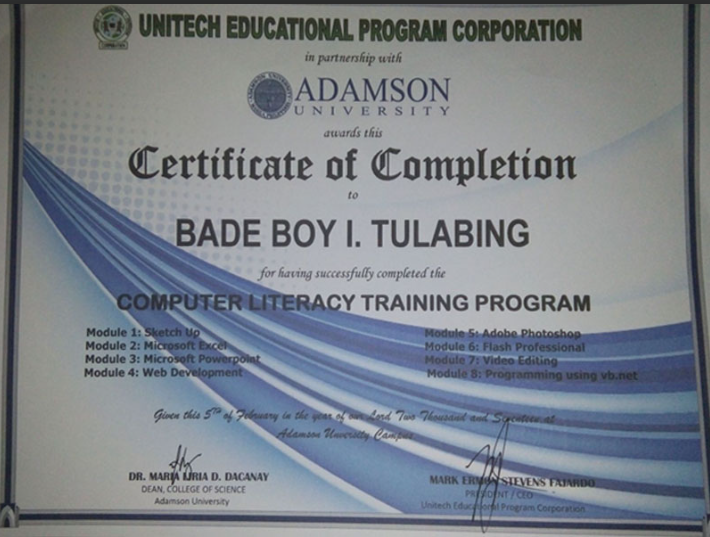 UNITECH EDUCATIONAL PROGRAM CORPORATION
in partnership with
ADAMSON
UNIVERSITY
awards this
Certificate of Completion
to
BADE BOY I. TULABING
for having successfully completed the
COMPUTER LITERACY TRAINING PROGRAM
Module 1: Sketch Up
Module 2: Microsoft Excel
Module 3: Microsoft Powerpoint
Module 4: Web Development
Module 5: Adobe Photoshop
Module 6: Flash Professional
Module 7: Video Editing
Module 8: Programming using vb.net
Given this 5TH of February in the year of our Lord Two Thousand and Seventeen at
Adamson Unversity Campus
DR. MARIA LIRIA D. DACANAY
DEAN, COLLEGE OF SCIENCE
Adamson University
MARK ERMON STEVENS FAJARDO
PRESIDENT / CEO
Unitech Educational Program Corporation